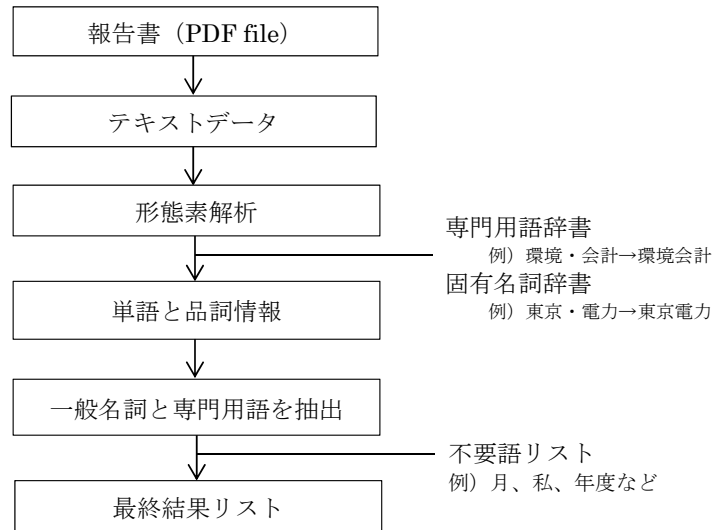 報告書（PDF file）
テキストデータ
形態素解析
専門用語辞書
例）環境・会計→環境会計
固有名詞辞書
例）東京・電力→東京電力
単語と品詞情報
一般名詞と専門用語を抽出
不要語リスト
例）月、私、年度など
最終結果リスト